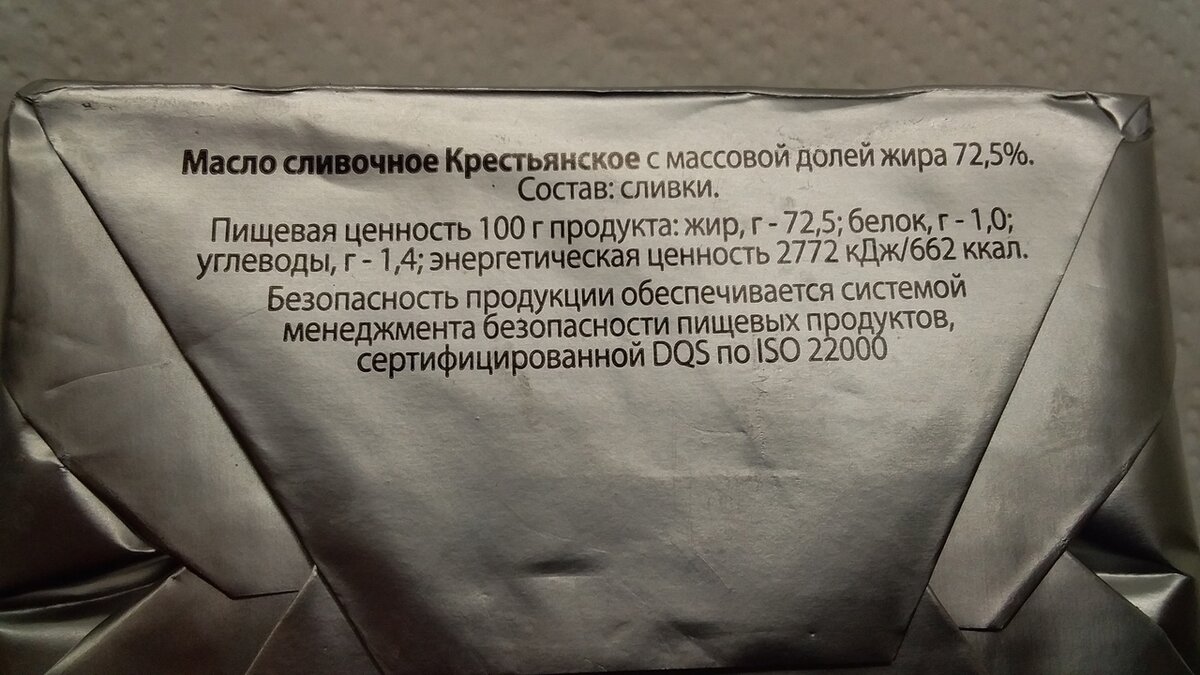 Масло сливочное Крестьянское с массовой долей жира 72,5%.
Состав: сливки.
Пищевая ценность 100 г продукта: жир, г - 72,5; белок, г - 1,0;
углеводы, г - 1,4; энергетическая ценность 2772 кДж/662 ккал.
Безопасность продукции обеспечивается системой
менеджмента безопасности пищевых продуктов,
сертифицированной DQS по ISO 22000